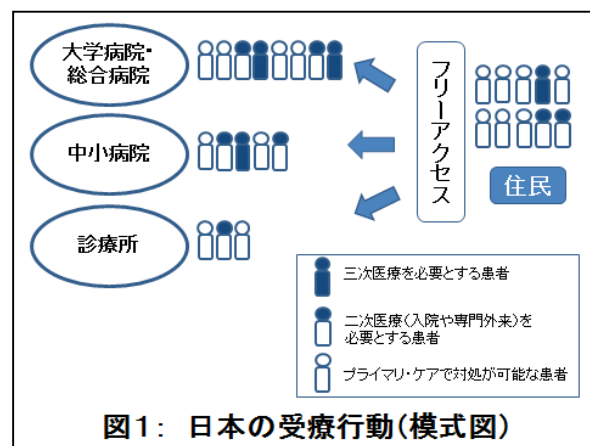 大学病院・
総合病院
中小病院
診療所
フリーアクセス
住民
三次医療を必要とする患者
二次医療(入院や専門外来)を
必要とする患者
プライマリ・ケアで対処が可能な患者
図1: 日本の受療行動(模式図)